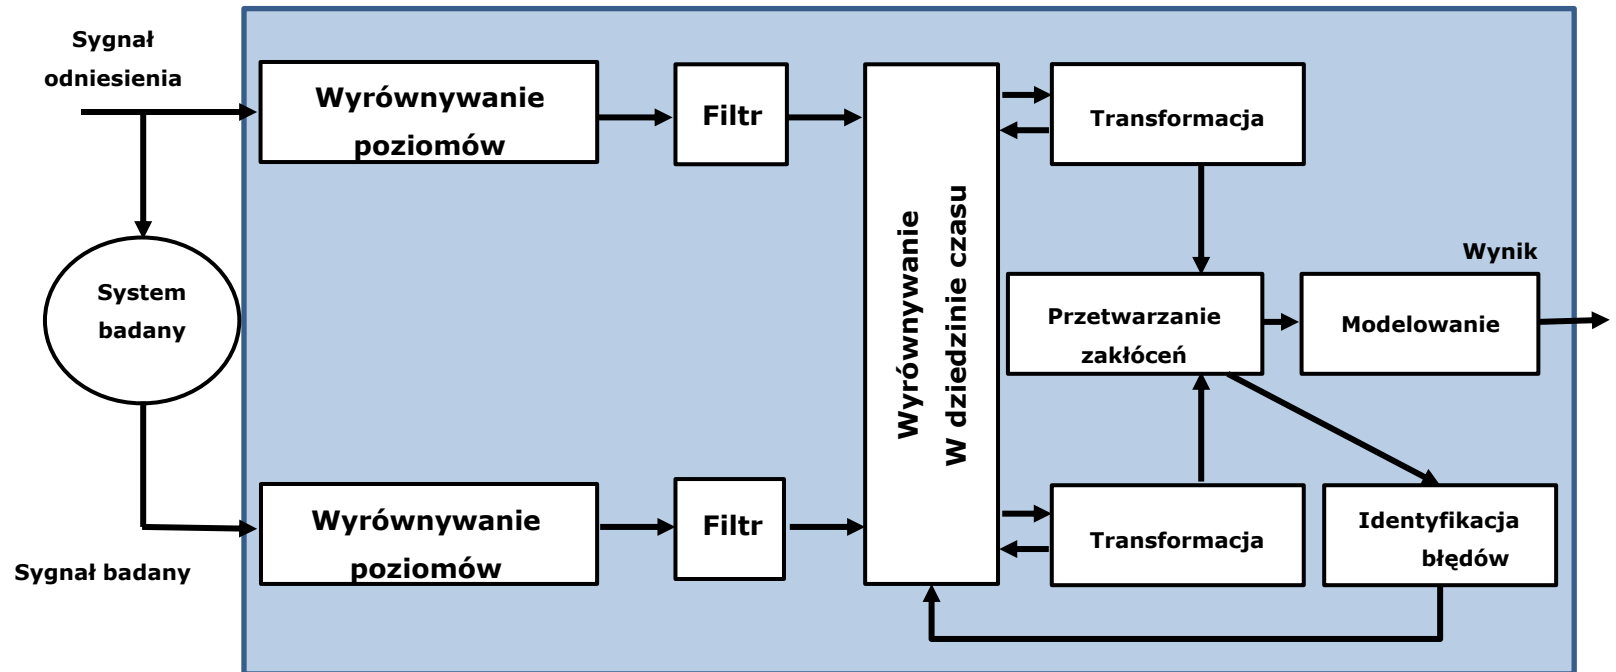 Sygnał
odniesienia
Wyrównywanie
poziomów
Filtr
Transformacja
Wyrównywanie
W dziedzinie czasu
System
badany
Przetwarzanie
zakłóceń
Wynik
Modelowanie
Sygnał badany
Wyrównywanie
poziomów
Filtr
Transformacja
Identyfikacja
błędów